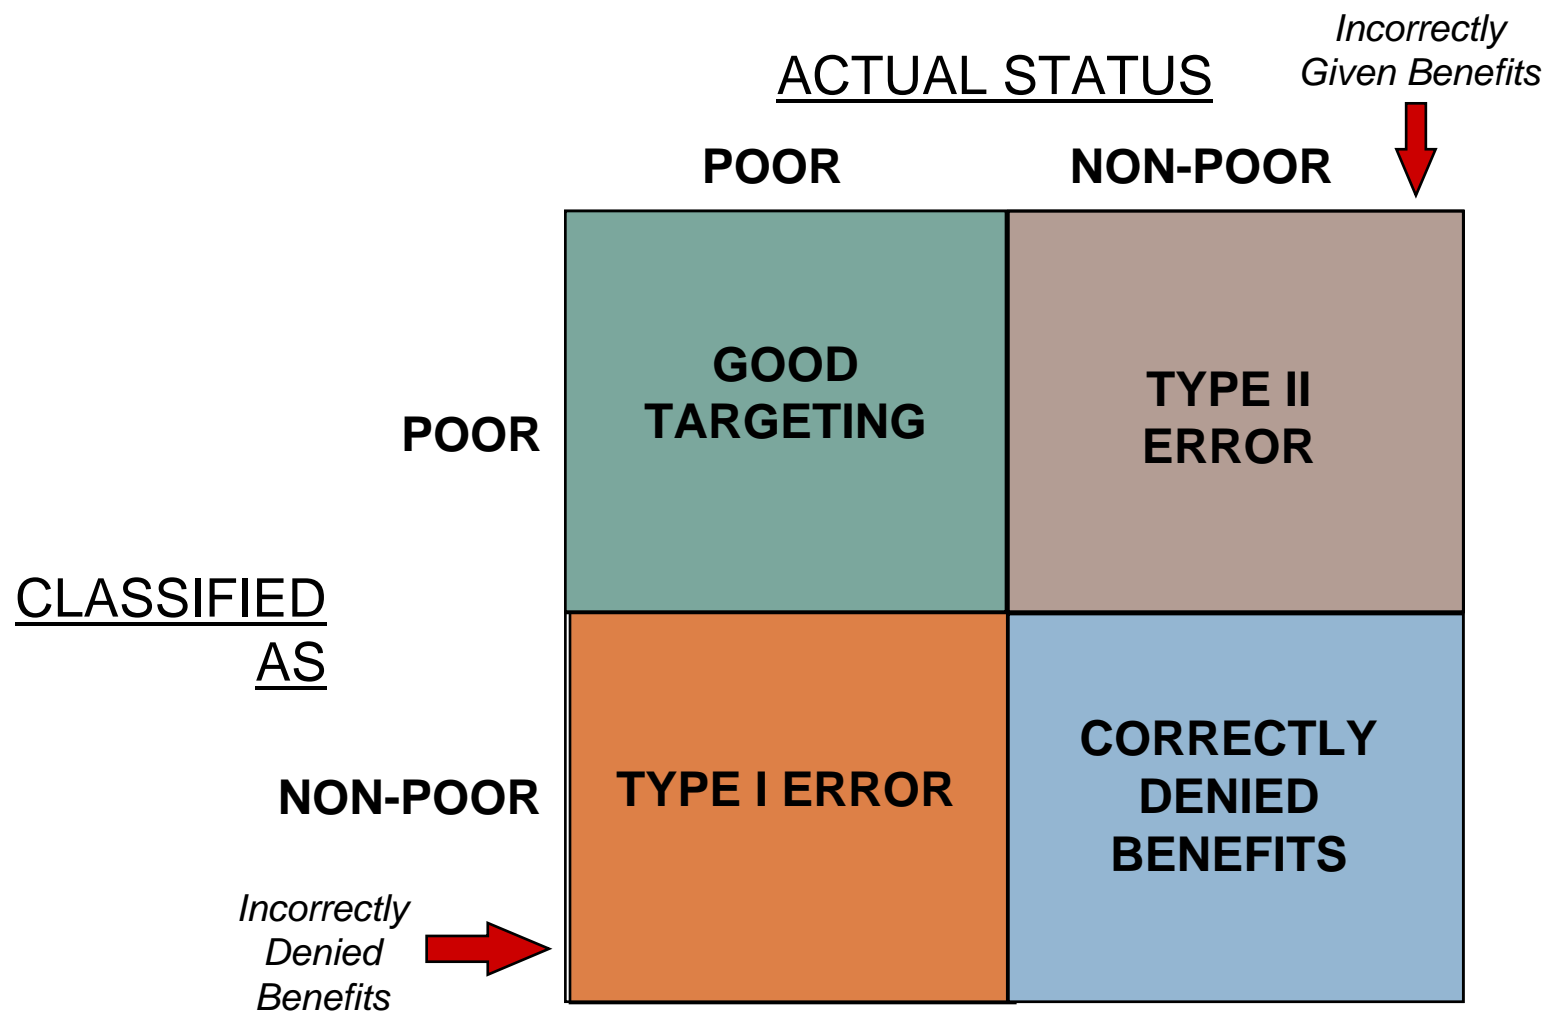 Incorrectly
Given Benefits
ACTUAL STATUS
POOR
NON-POOR
GOOD
TARGETING
TYPE II
ERROR
POOR
CLASSIFIED
AS
NON-POOR
TYPE I ERROR
CORRECTLY
DENIED
BENEFITS
Incorrectly
Denied
Benefits